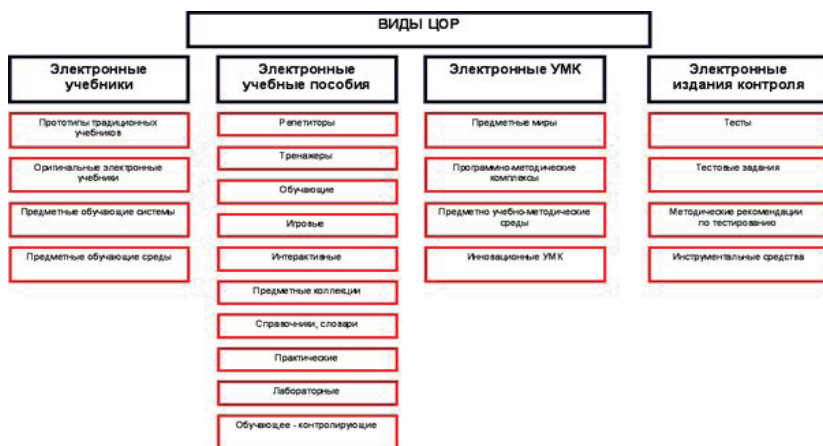 ВИДЫ ЦОР
Электронные
учебники
Прототипы традиционных
учебников
Оригинальные электронные
учебники
Предметные обучающие системы
Предметные обучающие среды
Электронные
учебные пособия
Репетиторы
Тренажеры
Обучающие
Игровые
Интерактивные
Предметные коллекции
Справочники, словари
Практические
Лабораторные
Обучающее - контролирующие
Электронные УМК
Предметные миры
Программно-методические
комплексы
Предметно учебно-методические
среды
Инновационные УМК
Электронные
издания контроля
Тесты
Тестовые задания
Методические рекомендации
по тестированию
Инструментальные средства